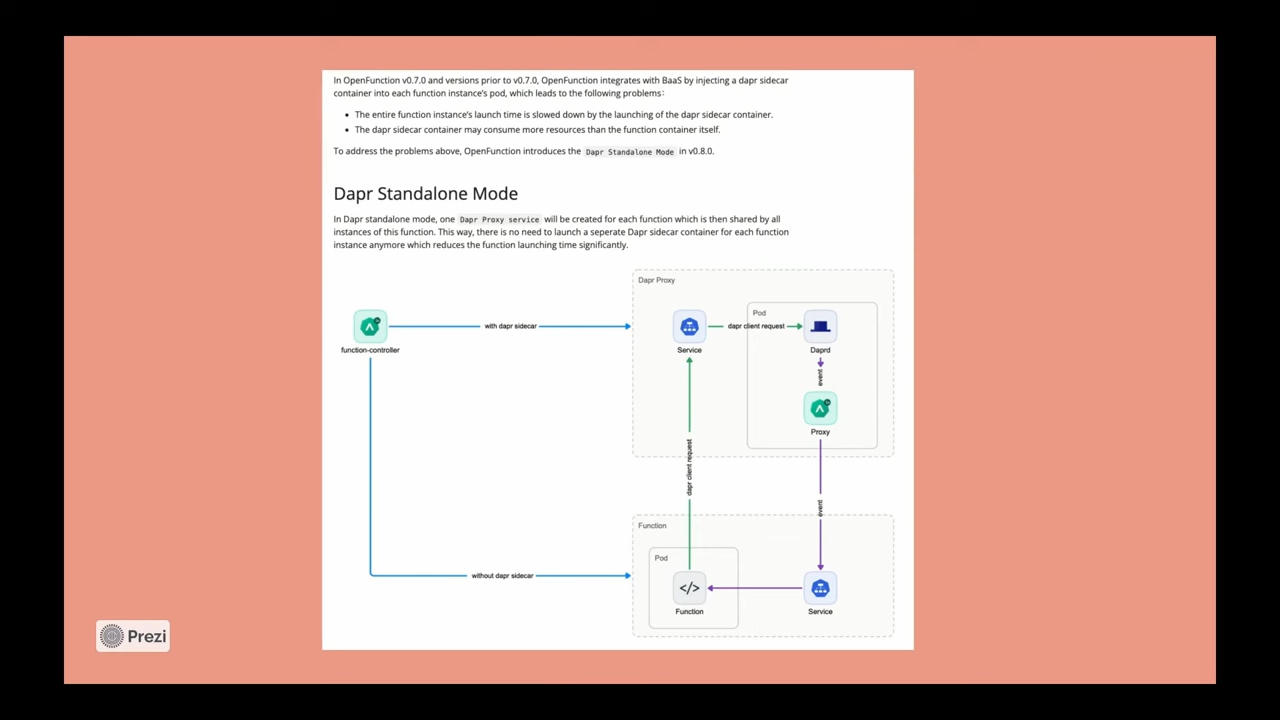 In OpenFunction v0.7.0 and versions prior to v0.7.0, OpenFunction integrates with BaaS by injecting a dapr sidecar
container into each function instance's pod, which leads to the following problems:
• The entire function instance's launch time is slowed down by the launching of the dapr sidecar container.
• The dapr sidecar container may consume more resources than the function container itself.
To address the problems above, OpenFunction introduces the Dapr Standalone Mode in v0.8.0.
Dapr Standalone Mode
In Dapr standalone mode, one Dapr Proxy service will be created for each function which is then shared by all
instances of this function. This way, there is no need to launch a seperate Dapr sidecar container for each function
instance anymore which reduces the function launching time significantly.
Dapr Proxy
Pod
with dapr sidecar
dapr client request
function-controller
Service
Daprd
event
Proxy
dapr client request
event
Function
Pod
without dapr sidecar
</>
Function
Service
Prezi